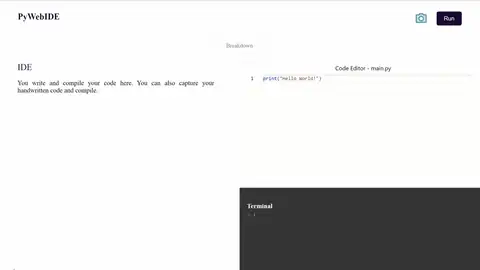 PyWebIDE
Run
Breakdown
IDE
You write and compile your code here. You can also capture your
handwritten code and compile.
Code Editor - main.py
1 print("Hello World!")
Terminal